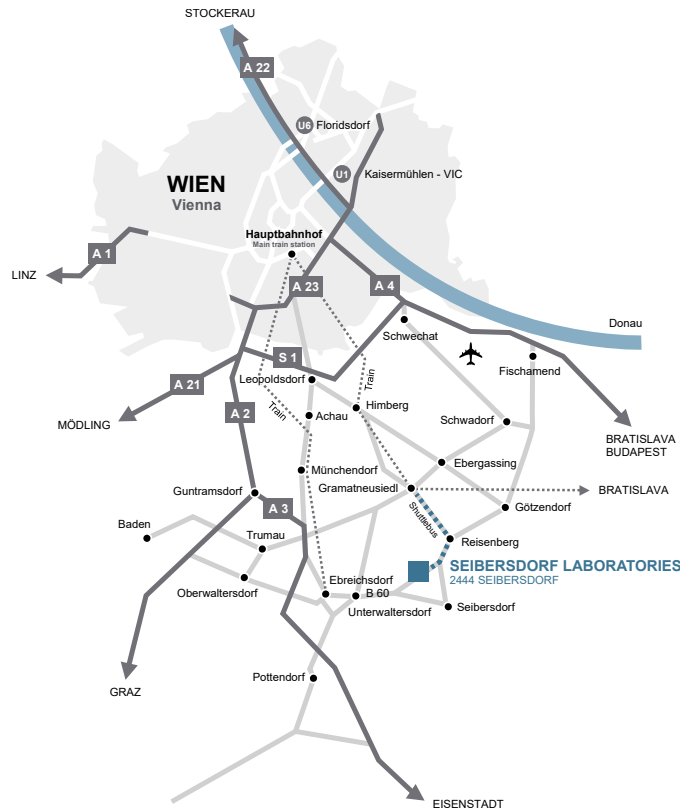 STOCKERAU
A 22
U6 Floridsdorf
U1
Kaisermühlen - VIC
WIEN
Vienna
Hauptbahnhof
Main train station
A 1
LINZ
A 23
A 4
Donau
Schwechat
S 1
Fischamend
Train
Leopoldsdorf
A 21
Himberg
Train
A 2
Achau
Schwadorf
MÖDLING
BRATISLAVA
BUDAPEST
Ebergassing
Münchendorf
Gramatneusiedl
BRATISLAVA
Guntramsdorf
A 3
Shuttlebus
Götzendorf
Baden
Trumau
Reisenberg
SEIBERSDORF LABORATORIES
2444 SEIBERSDORF
Oberwaltersdorf
Ebreichsdorf
B 60
Unterwaltersdorf
Seibersdorf
Pottendorf
GRAZ
EISENSTADT